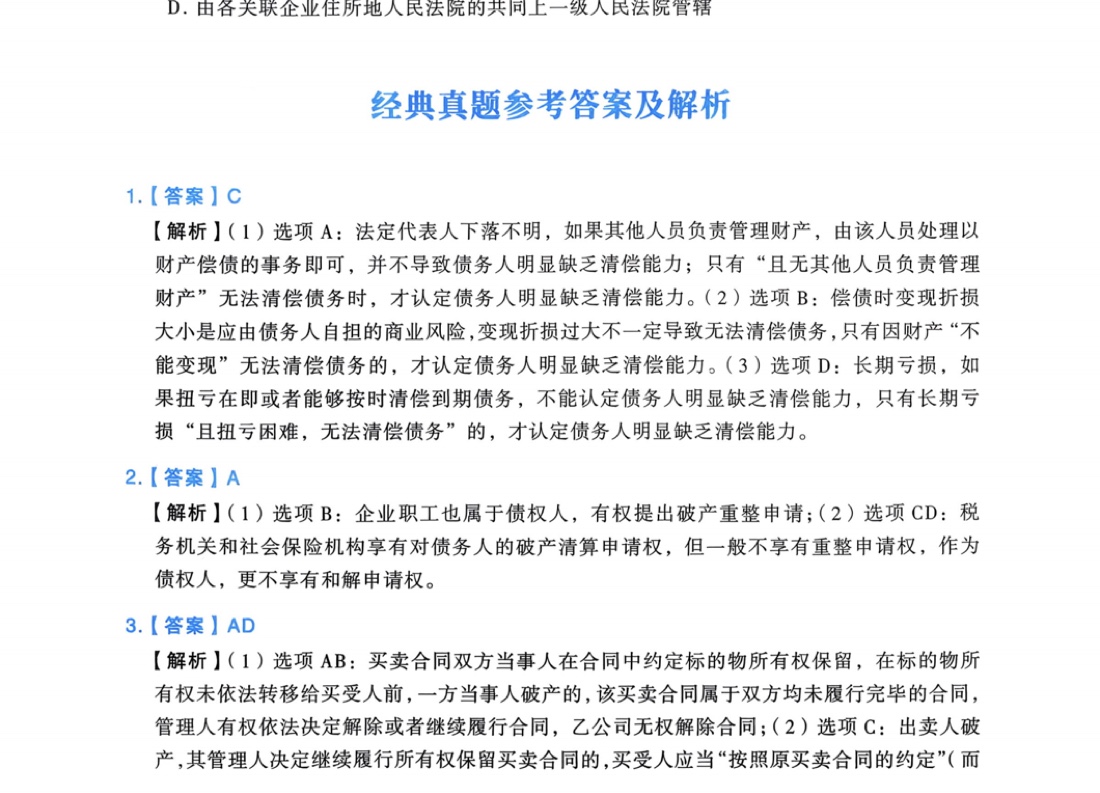 D. 由各关联企业住所地人民法院的共同上一级人民法院管辖
经典真题参考答案及解析
1.【答案】C
【解析】（1）选项 A：法定代表人下落不明，如果其他人员负责管理财产，由该人员处理以
财产偿债的事务即可，并不导致债务人明显缺乏清偿能力；只有“且无其他人员负责管理
财产”无法清偿债务时，才认定债务人明显缺乏清偿能力。（2）选项 B：偿债时变现折损
大小是应由债务人自担的商业风险，变现折损过大不一定导致无法清偿债务，只有因财产“不
能变现”无法清偿债务的，才认定债务人明显缺乏清偿能力。（3）选项 D：长期亏损，如
果扭亏在即或者能够按时清偿到期债务，不能认定债务人明显缺乏清偿能力，只有长期亏
损“且扭亏困难，无法清偿债务”的，才认定债务人明显缺乏清偿能力。
2.【答案】A
【解析】（1）选项 B：企业职工也属于债权人，有权提出破产重整申请；（2）选项 CD：税
务机关和社会保险机构享有对债务人的破产清算申请权，但一般不享有重整申请权，作为
债权人，更不享有和解申请权。
3.【答案】AD
【解析】（1）选项 AB：买卖合同双方当事人在合同中约定标的物所有权保留，在标的物所
有权未依法转移给买受人前，一方当事人破产的，该买卖合同属于双方均未履行完毕的合同，
管理人有权依法决定解除或者继续履行合同，乙公司无权解除合同；（2）选项 C：出卖人破
产，其管理人决定继续履行所有权保留买卖合同的，买受人应当“按照原买卖合同的约定”（而